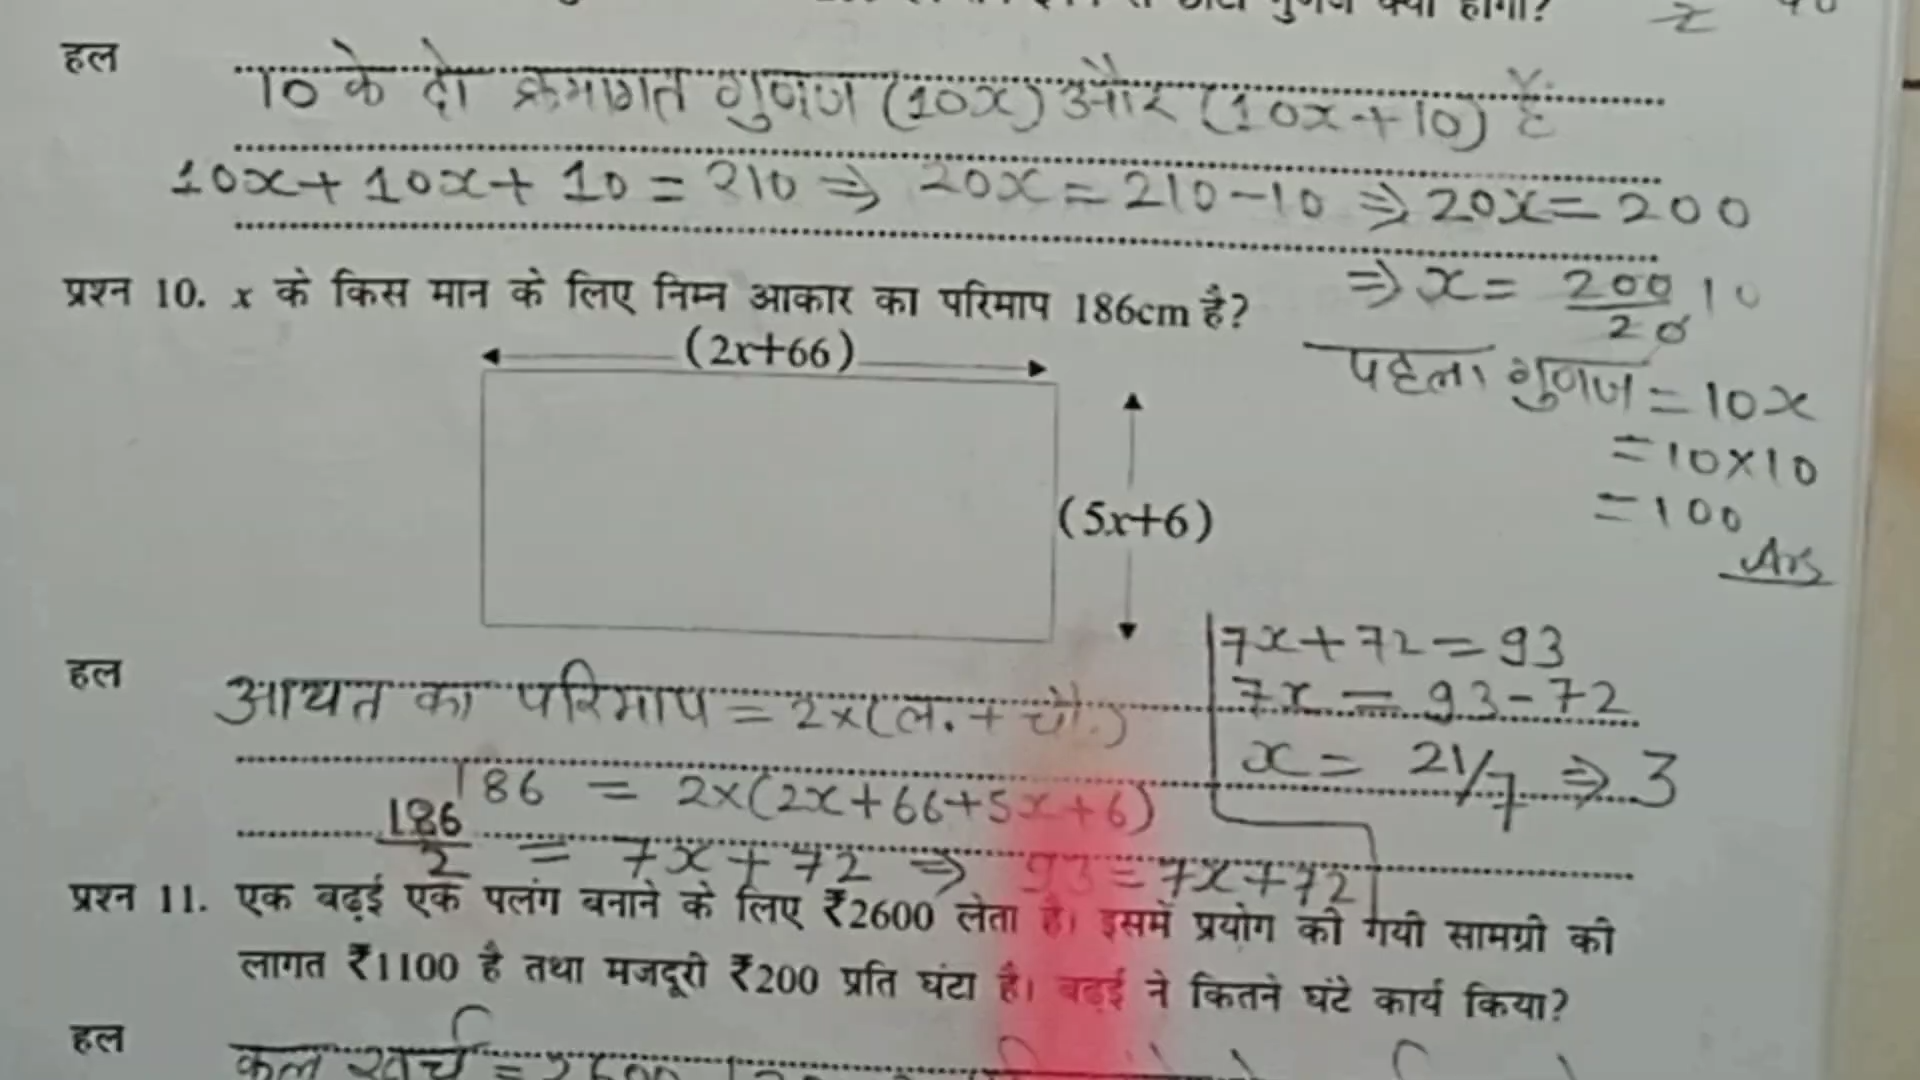 गुणज क्या होगा?
हल
10 के दो क्रमागत गुणज (10x) और (10x+10) हैं
10x+10x+10=210 ⇒ 20x=210-10 ⇒ 20x=200
⇒ x= 200/20 10
पहला गुणज =10x
=10×10
=100
Ans
प्रश्न 10. x के किस मान के लिए निम्न आकार का परिमाप 186cm है?
(2x+66)
(5x+6)
हल
आयत का परिमाप = 2×(ल.+चौ.)
186 = 2×(2x+66+5x+6)
186/2 = 7x+72 ⇒ 93=7x+72
7x+72=93
7x = 93-72
x= 21/7 ⇒ 3
प्रश्न 11. एक बढ़ई एक पलंग बनाने के लिए ₹2600 लेता है। इसमें प्रयोग की गयी सामग्री की
लागत ₹1100 है तथा मजदूरी ₹200 प्रति घंटा है। बढ़ई ने कितने घंटे कार्य किया?
हल
कुल खर्च = 2600